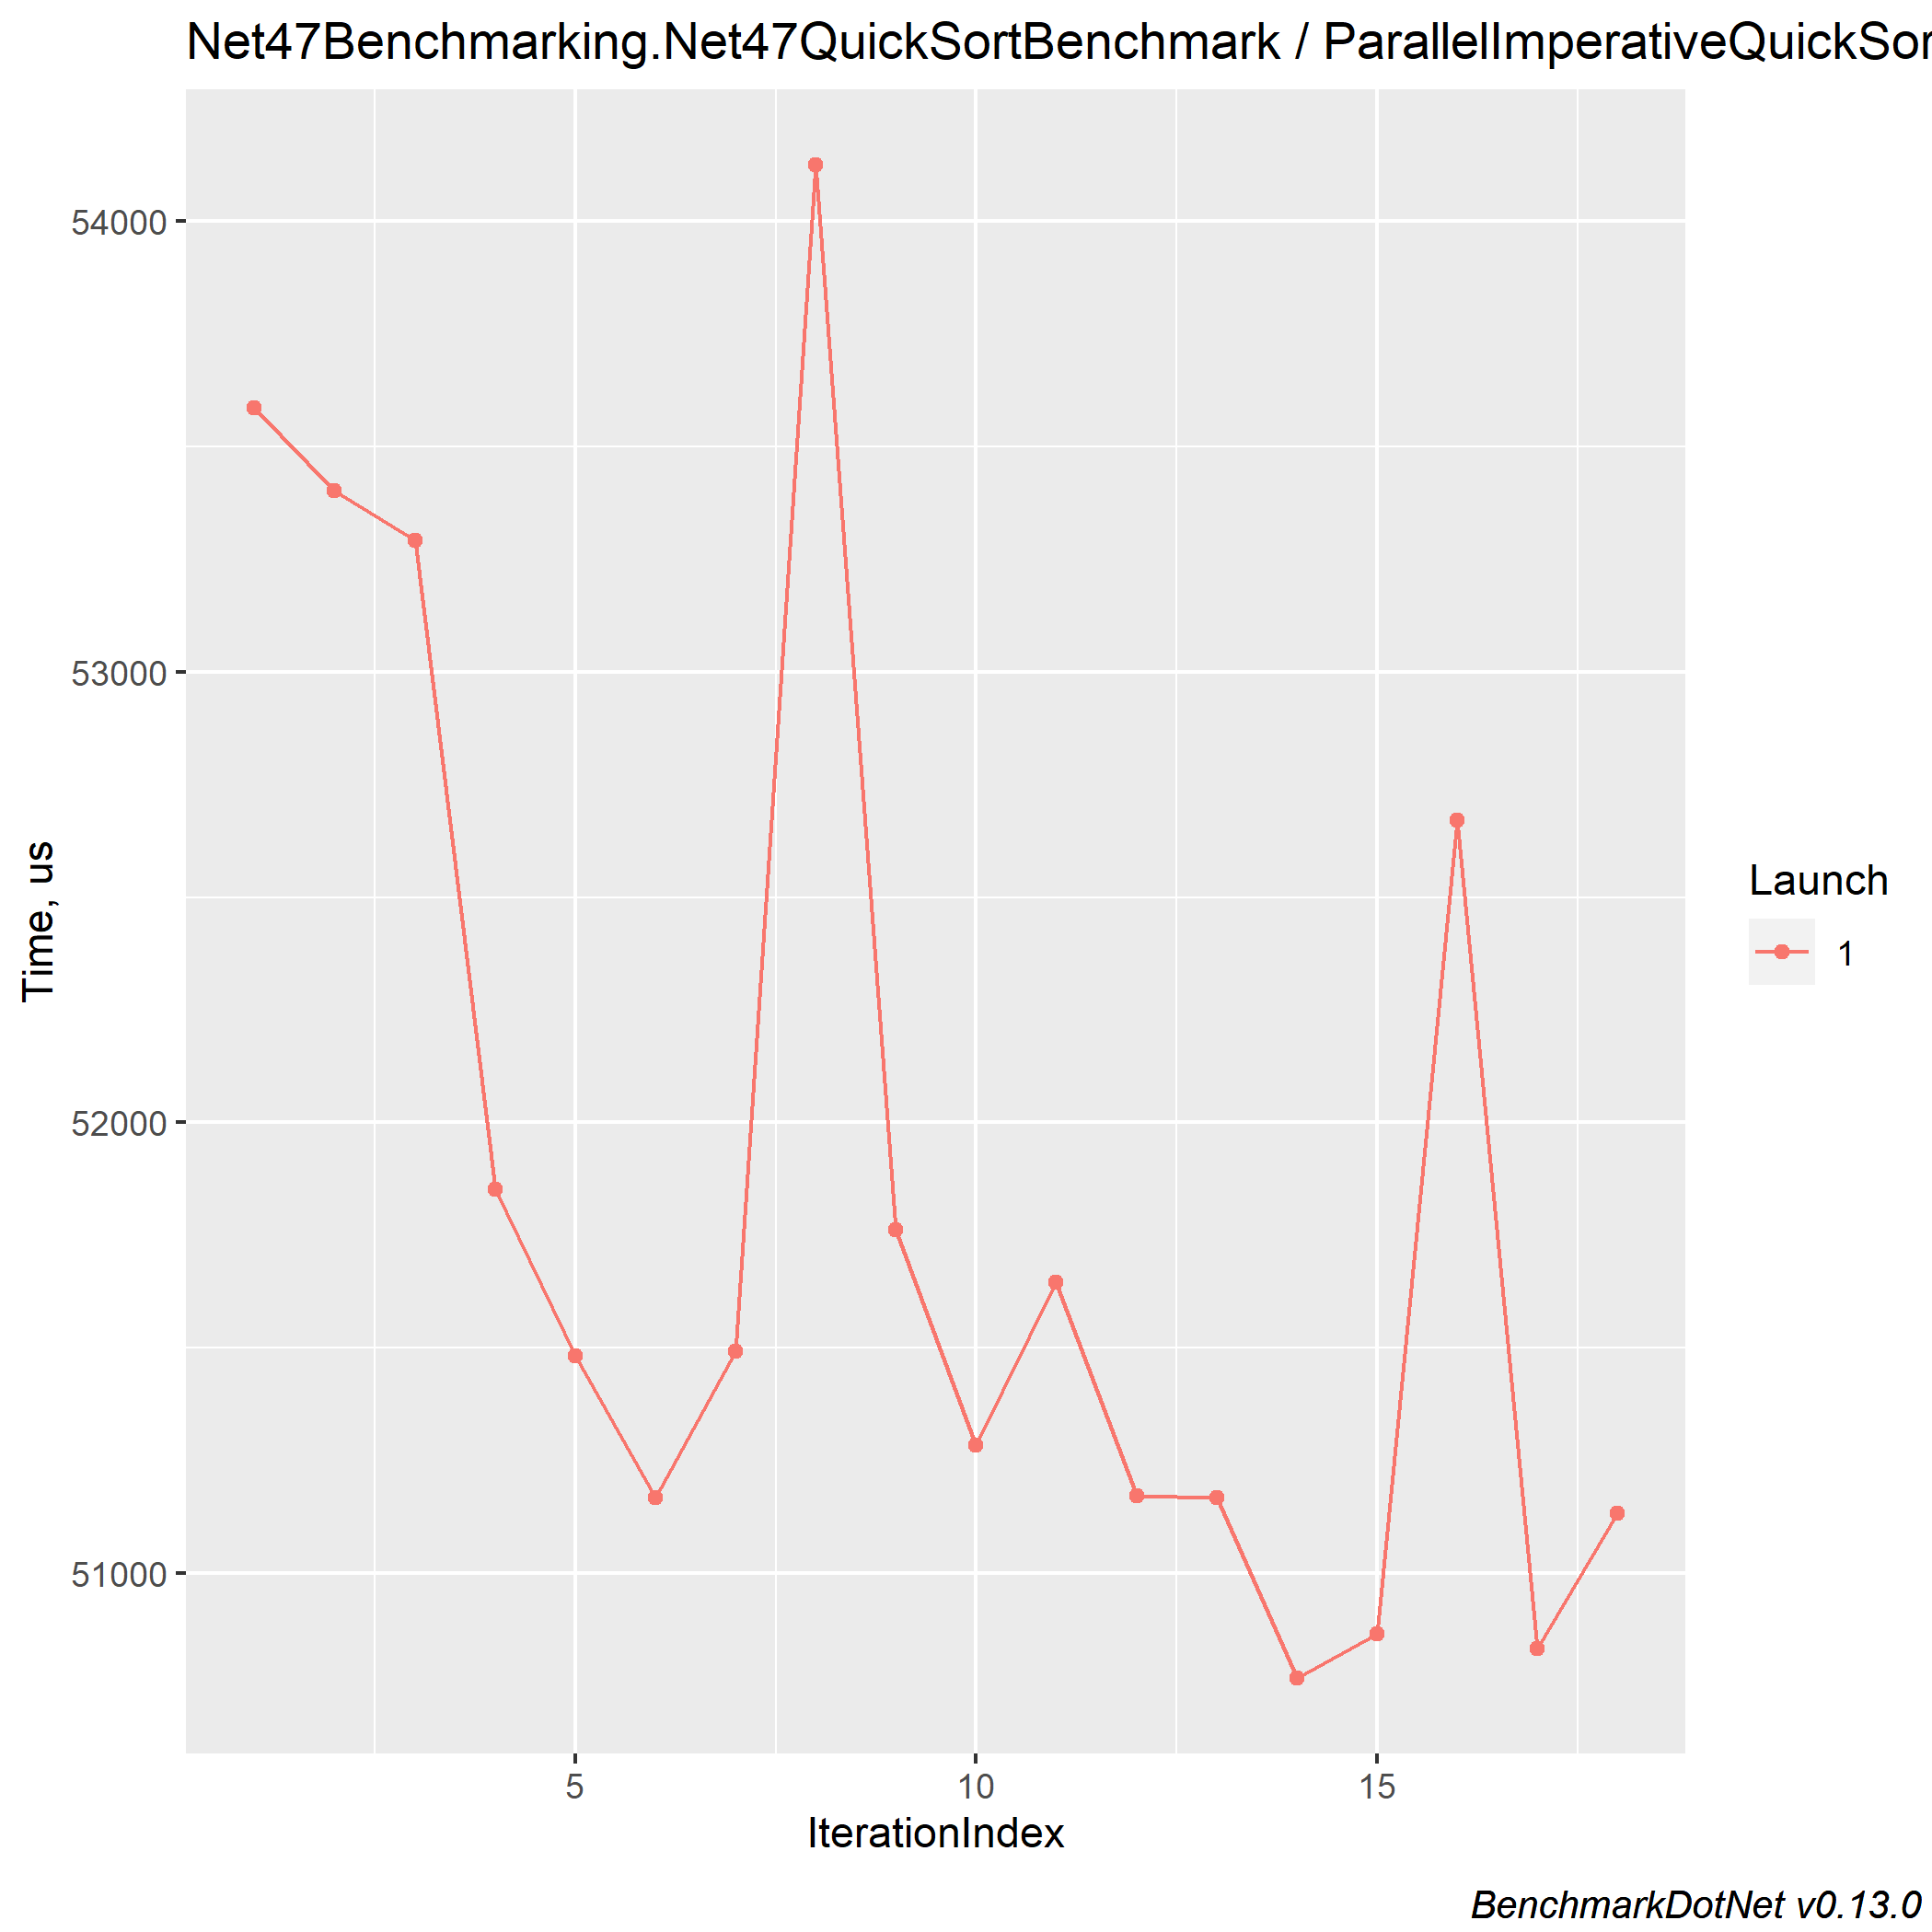 Net47Benchmarking.Net47QuickSortBenchmark / ParallelImperativeQuickSor
54000
53000
52000
51000
Time, us
5 10 15
IterationIndex
Launch
1
BenchmarkDotNet v0.13.0